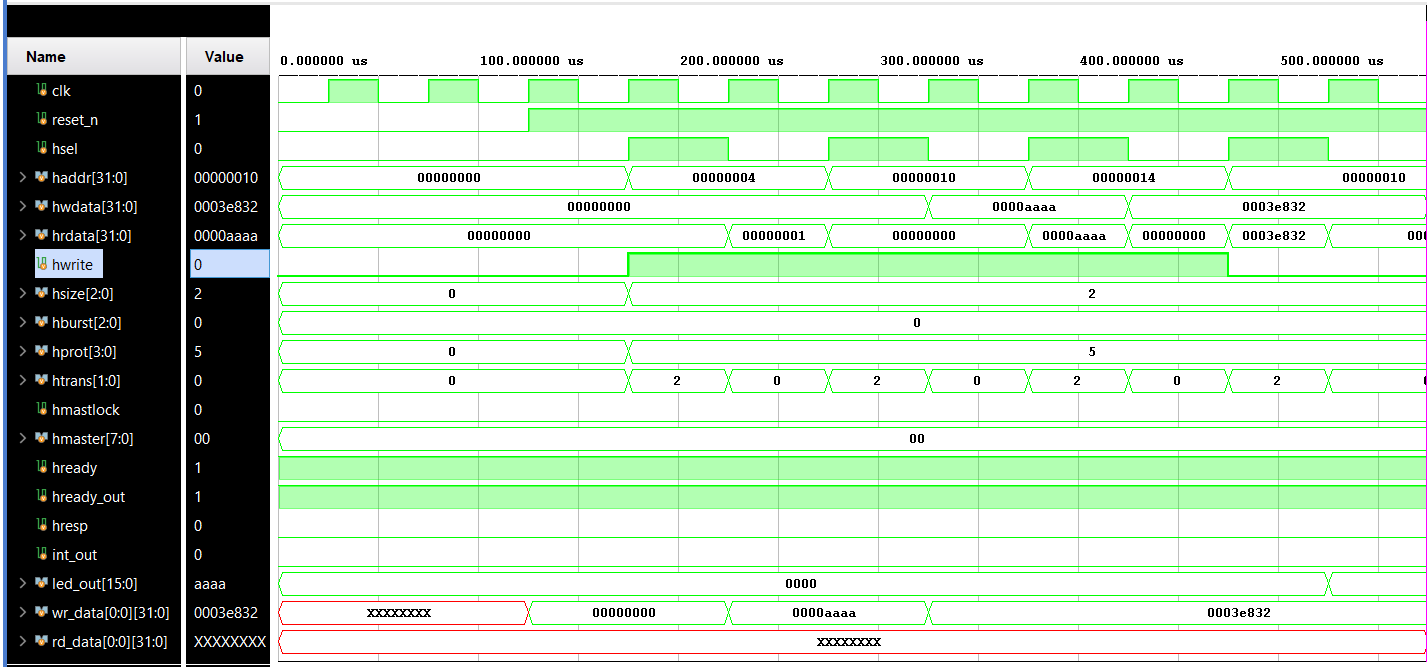 Name Value 0.000000 us 100.000000 us 200.000000 us 300.000000 us 400.000000 us 500.000000 us
clk 0
reset_n 1
hsel 0
haddr[31:0] 00000010 00000000 00000004 00000010 00000014 00000010
hwdata[31:0] 0003e832 00000000 0000aaaa 0003e832
hrdata[31:0] 0000aaaa 00000000 00000001 00000000 0000aaaa 00000000 0003e832 000
hwrite 0
hsize[2:0] 2 0 2
hburst[2:0] 0 0
hprot[3:0] 5 0 5
htrans[1:0] 0 0 2 0 2 0 2 0 2
hmastlock 0
hmaster[7:0] 00 00
hready 1
hready_out 1
hresp 0
int_out 0
led_out[15:0] aaaa 0000
wr_data[0:0][31:0] 0003e832 XXXXXXXX 00000000 0000aaaa 0003e832
rd_data[0:0][31:0] XXXXXXXX XXXXXXXX